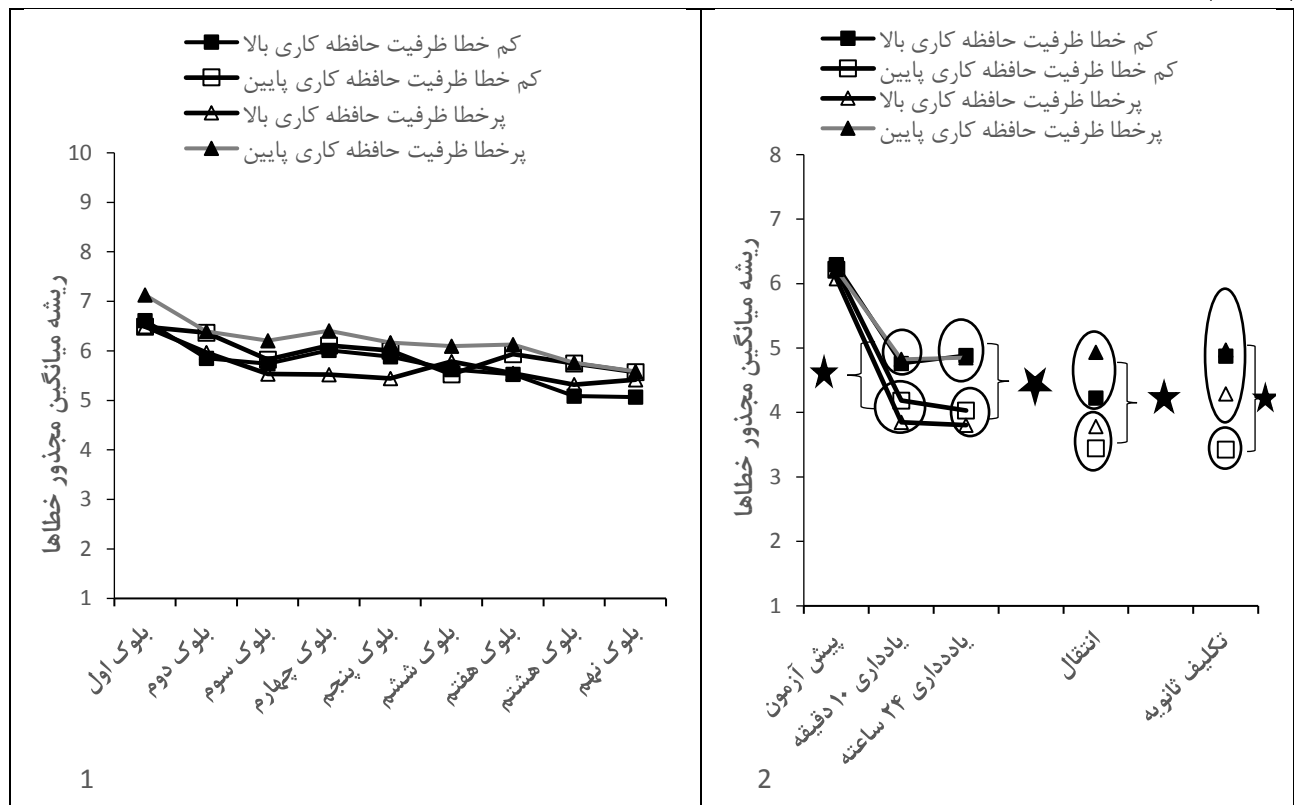 کم خطا ظرفیت حافظه کاری بالا
کم خطا ظرفیت حافظه کاری پایین
پرخطا ظرفیت حافظه کاری بالا
پرخطا ظرفیت حافظه کاری پایین
10
9
8
7
6
5
4
3
2
1
ریشه میانگین مجذور خطاها
بلوک اول
بلوک دوم
بلوک سوم
بلوک چهارم
بلوک پنجم
بلوک ششم
بلوک هفتم
بلوک هشتم
بلوک نهم
1
کم خطا ظرفیت حافظه کاری بالا
کم خطا ظرفیت حافظه کاری پایین
پرخطا ظرفیت حافظه کاری بالا
پرخطا ظرفیت حافظه کاری پایین
8
7
6
5
4
3
2
1
ریشه میانگین مجذور خطاها
پیش آزمون
یادداری ۱۰ دقیقه
یاددداری ۲۴ ساعته
انتقال
تکلیف ثانویه
2